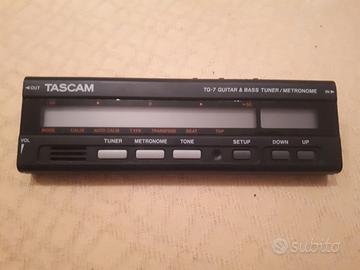 ◄OUT TASCAM TG-7 GUITAR & BASS TUNER/METRONOME IN►
MODE CALIB AUTO CALIB TYPE TRANSPOSE BEAT TAP
VOL TUNER METRONOME TONE SETUP DOWN UP
subito